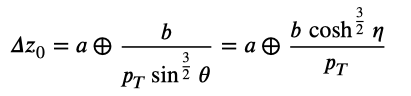 Δz₀ = a ⊕ b / (p_T sin^{3/2} θ) = a ⊕ (b cosh^{3/2} η) / p_T